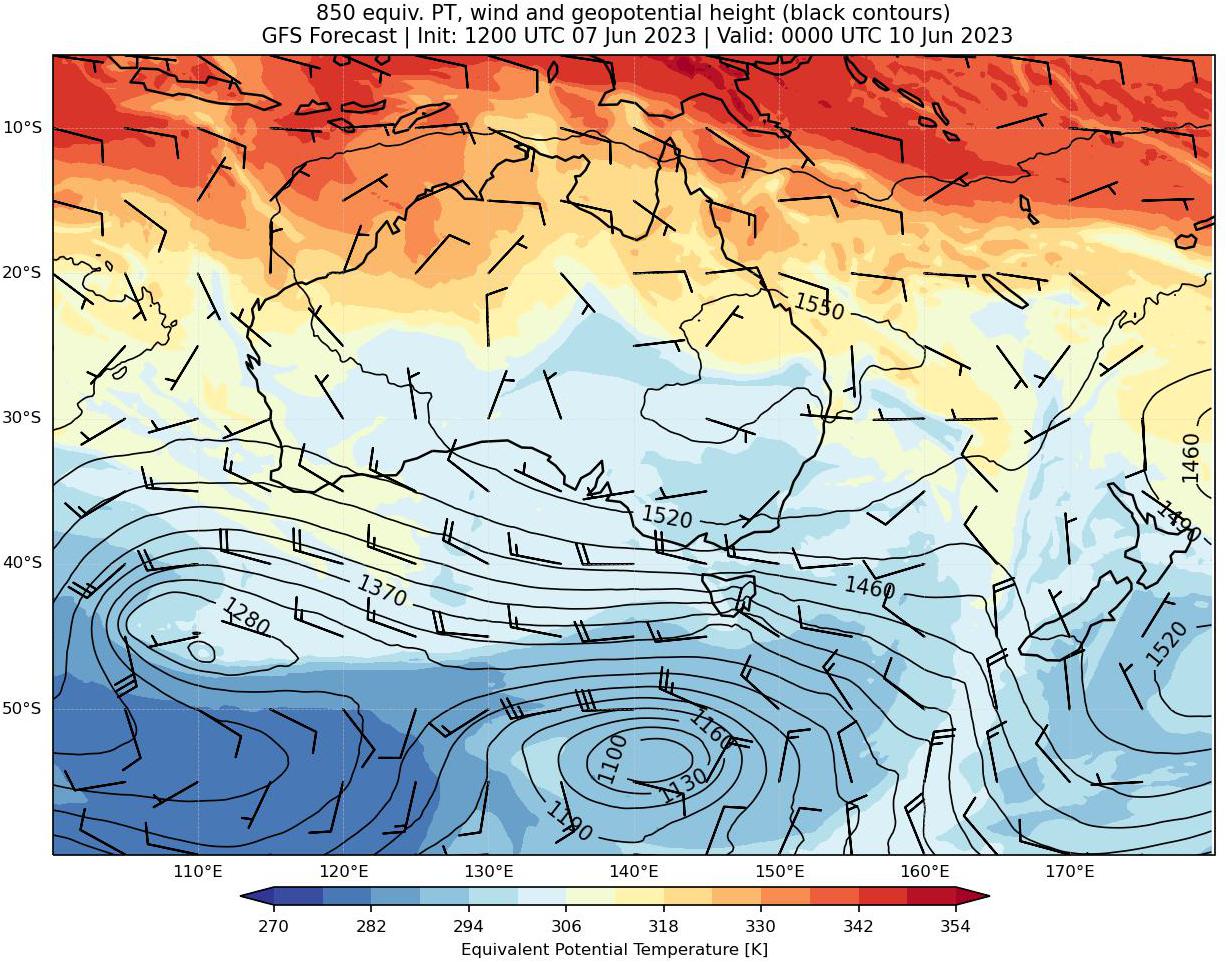 850 equiv. PT, wind and geopotential height (black contours)
GFS Forecast | Init: 1200 UTC 07 Jun 2023 | Valid: 0000 UTC 10 Jun 2023
10°S
20°S
1550
30°S
1460
1520
1490
40°S
1370
1460
1280
1520
50°S
1160
1100
1130
1190
110°E 120°E 130°E 140°E 150°E 160°E 170°E
270 282 294 306 318 330 342 354
Equivalent Potential Temperature [K]